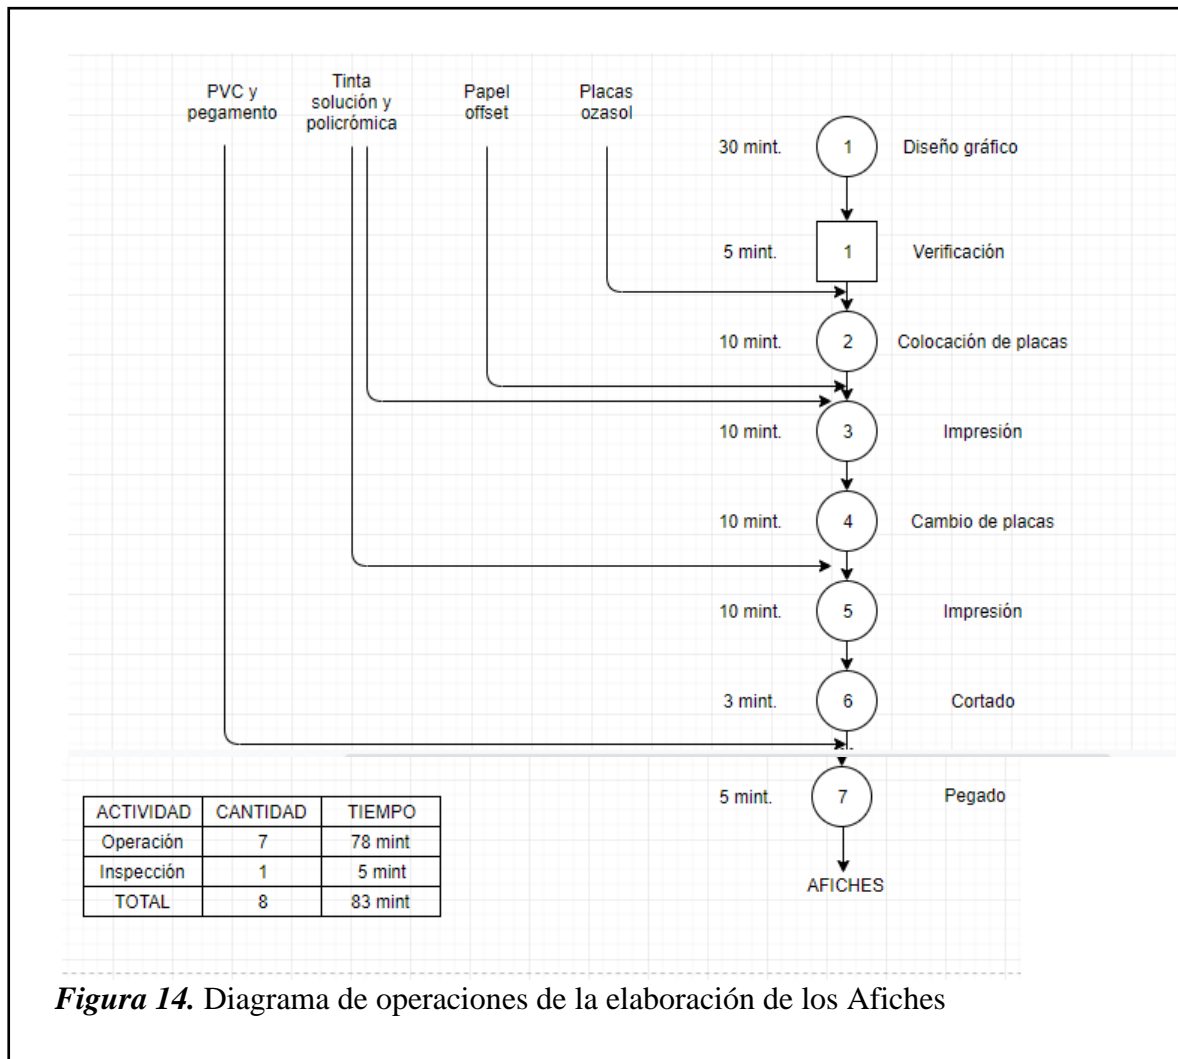 PVC y
pegamento
Tinta
solución y
policrómica
Papel
offset
Placas
ozasol
30 mint.
1
Diseño gráfico
5 mint.
1
Verificación
10 mint.
2
Colocación de placas
10 mint.
3
Impresión
10 mint.
4
Cambio de placas
10 mint.
5
Impresión
3 mint.
6
Cortado
5 mint.
7
Pegado
AFICHES
ACTIVIDAD CANTIDAD TIEMPO
Operación 7 78 mint
Inspección 1 5 mint
TOTAL 8 83 mint
Figura 14. Diagrama de operaciones de la elaboración de los Afiches